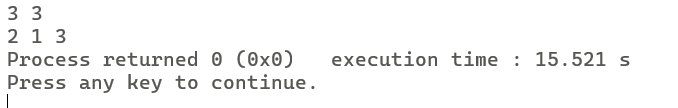 3 3
2 1 3
Process returned 0 (0x0)   execution time : 15.521 s
Press any key to continue.